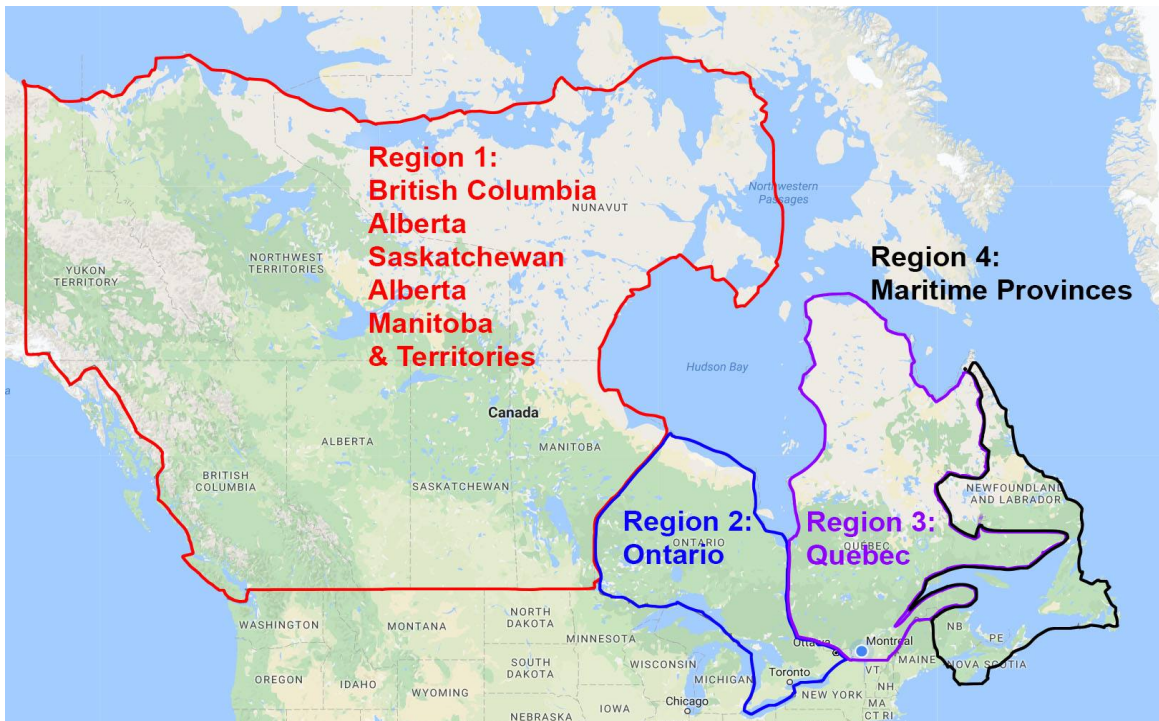 Region 1:
British Columbia
Alberta
Saskatchewan
Alberta
Manitoba
& Territories
Northwestern
Passages
NUNAVUT
Region 4:
Maritime Provinces
YUKON
TERRITORY
NORTHWEST
TERRITORIES
Hudson Bay
Canada
ALBERTA
MANITOBA
BRITISH
COLUMBIA
SASKATCHEWAN
NEWFOUNDLAND
AND LABRADOR
Region 2:
Ontario
ONTARIO
Region 3:
Quebec
QUÉBEC
WASHINGTON
MONTANA
NORTH
DAKOTA
MINNESOTA
Ottawa
Montreal
NB
PE
NOVA SCOTIA
MAINE
VT
NH
OREGON
IDAHO
WYOMING
SOUTH
DAKOTA
WISCONSIN
MICHIGAN
Toronto
NEW YORK
MA
CT RI
NEBRASKA
IOWA
Chicago